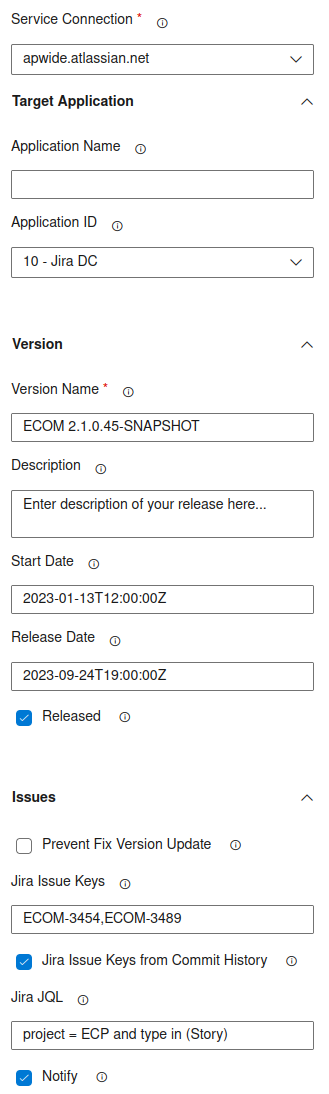 Service Connection *
apwide.atlassian.net
Target Application
Application Name
Application ID
10 - Jira DC
Version
Version Name *
ECOM 2.1.0.45-SNAPSHOT
Description
Enter description of your release here...
Start Date
2023-01-13T12:00:00Z
Release Date
2023-09-24T19:00:00Z
Released
Issues
Prevent Fix Version Update
Jira Issue Keys
ECOM-3454,ECOM-3489
Jira Issue Keys from Commit History
Jira JQL
project = ECP and type in (Story)
Notify